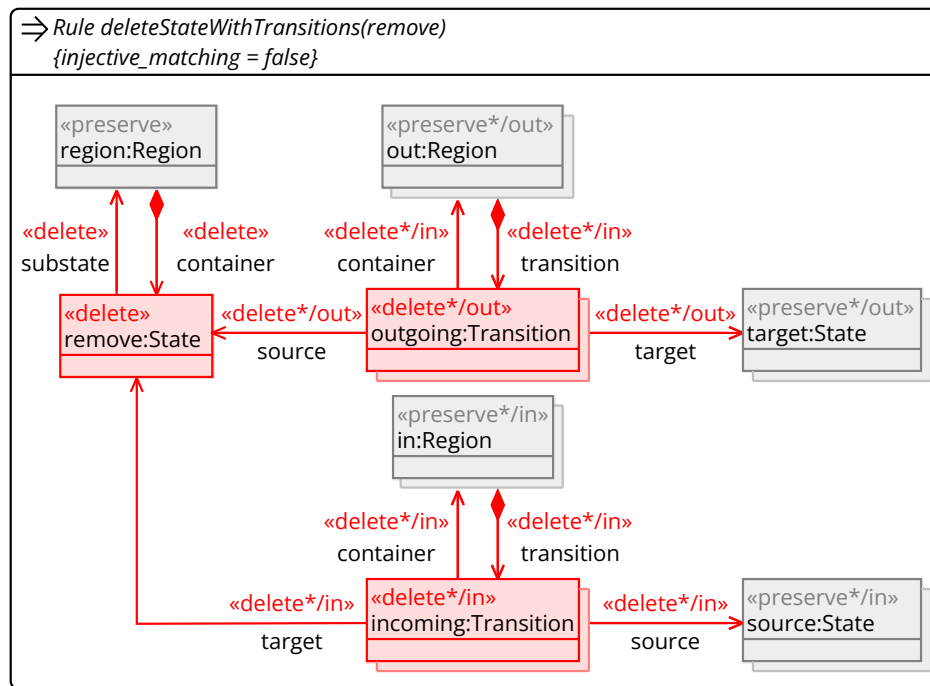 Rule deleteStateWithTransitions(remove)
{injective_matching = false}
«preserve»
region:Region
«preserve*/out»
out:Region
«delete»
substate
«delete»
container
«delete*/in»
container
«delete*/in»
transition
«delete»
remove:State
«delete*/out»
source
«delete*/out»
outgoing:Transition
«delete*/out»
target
«preserve*/out»
target:State
«preserve*/in»
in:Region
«delete*/in»
container
«delete*/in»
transition
«delete*/in»
target
«delete*/in»
incoming:Transition
«delete*/in»
source
«preserve*/in»
source:State